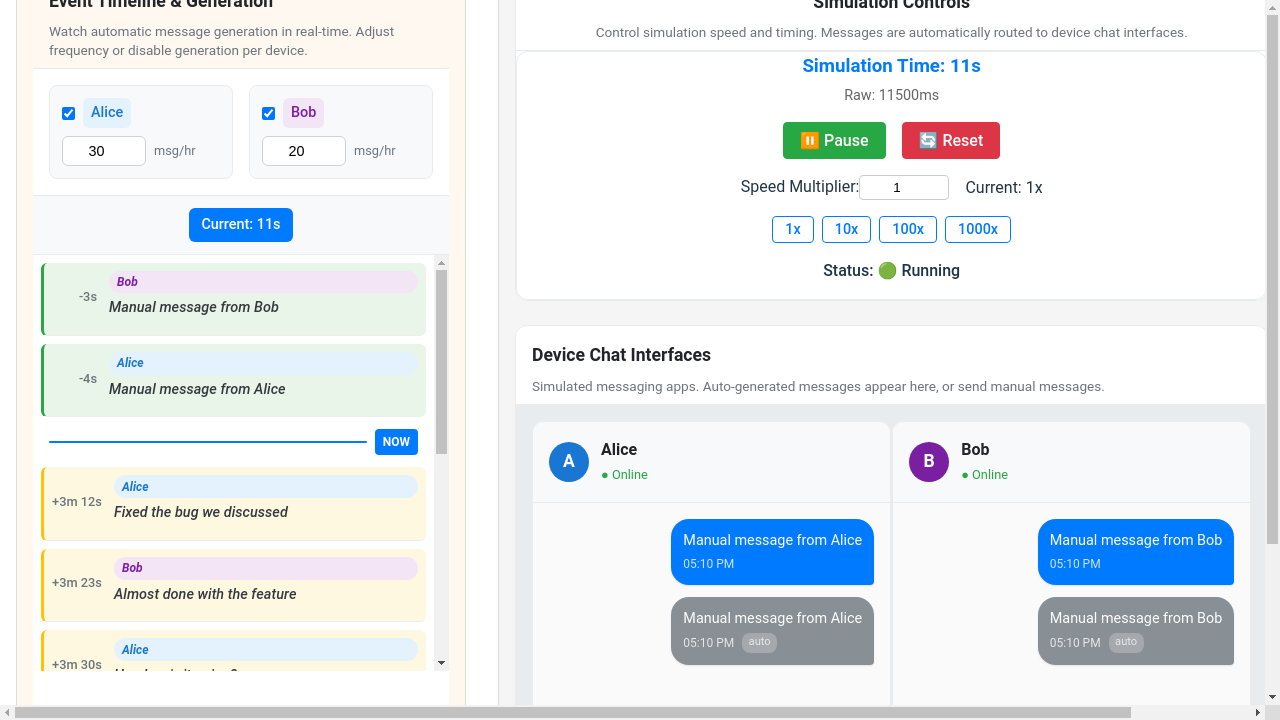 Event Timeline & Generation
Watch automatic message generation in real-time. Adjust
frequency or disable generation per device.
Alice
30 msg/hr
Bob
20 msg/hr
Current: 11s
Bob
-3s
Manual message from Bob
Alice
-4s
Manual message from Alice
NOW
Alice
+3m 12s
Fixed the bug we discussed
Bob
+3m 23s
Almost done with the feature
Alice
+3m 30s
Simulation Controls
Control simulation speed and timing. Messages are automatically routed to device chat interfaces.
Simulation Time: 11s
Raw: 11500ms
Pause
Reset
Speed Multiplier: 1 Current: 1x
1x 10x 100x 1000x
Status: Running
Device Chat Interfaces
Simulated messaging apps. Auto-generated messages appear here, or send manual messages.
A
Alice
● Online
Manual message from Alice
05:10 PM
Manual message from Alice
05:10 PM auto
B
Bob
● Online
Manual message from Bob
05:10 PM
Manual message from Bob
05:10 PM auto